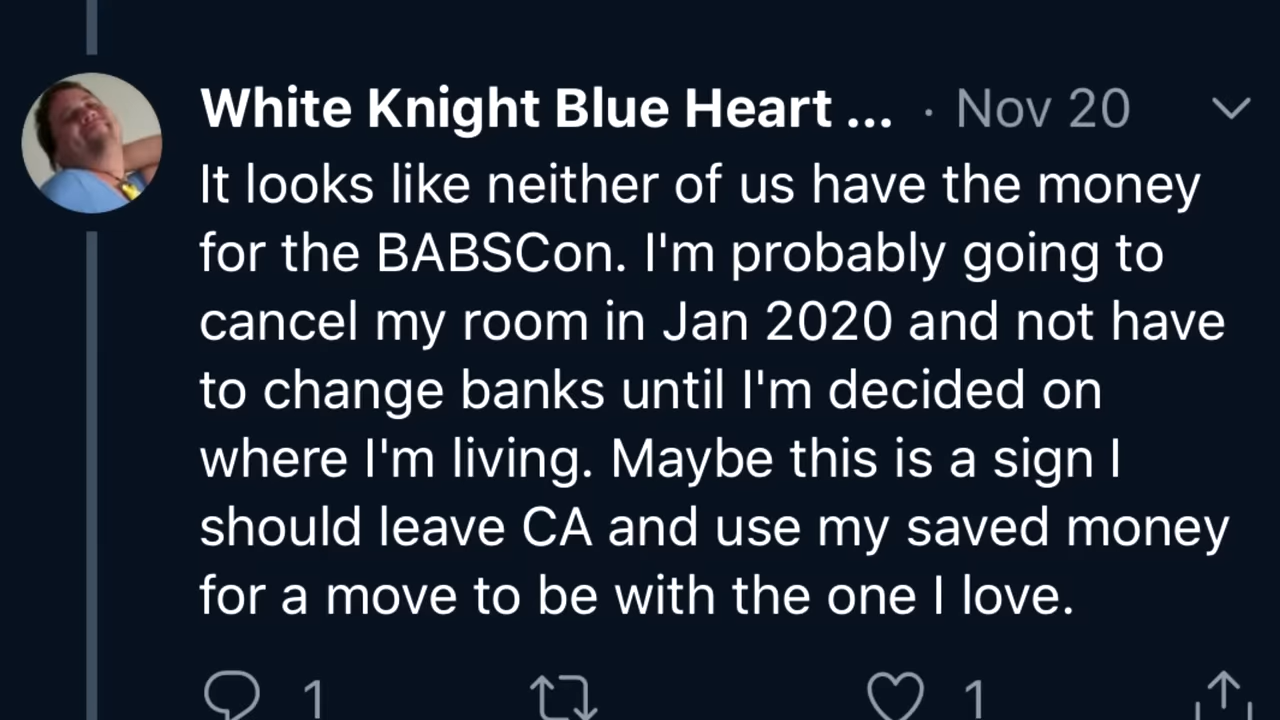 White Knight Blue Heart ... · Nov 20
It looks like neither of us have the money
for the BABSCon. I'm probably going to
cancel my room in Jan 2020 and not have
to change banks until I'm decided on
where I'm living. Maybe this is a sign I
should leave CA and use my saved money
for a move to be with the one I love.
1 1